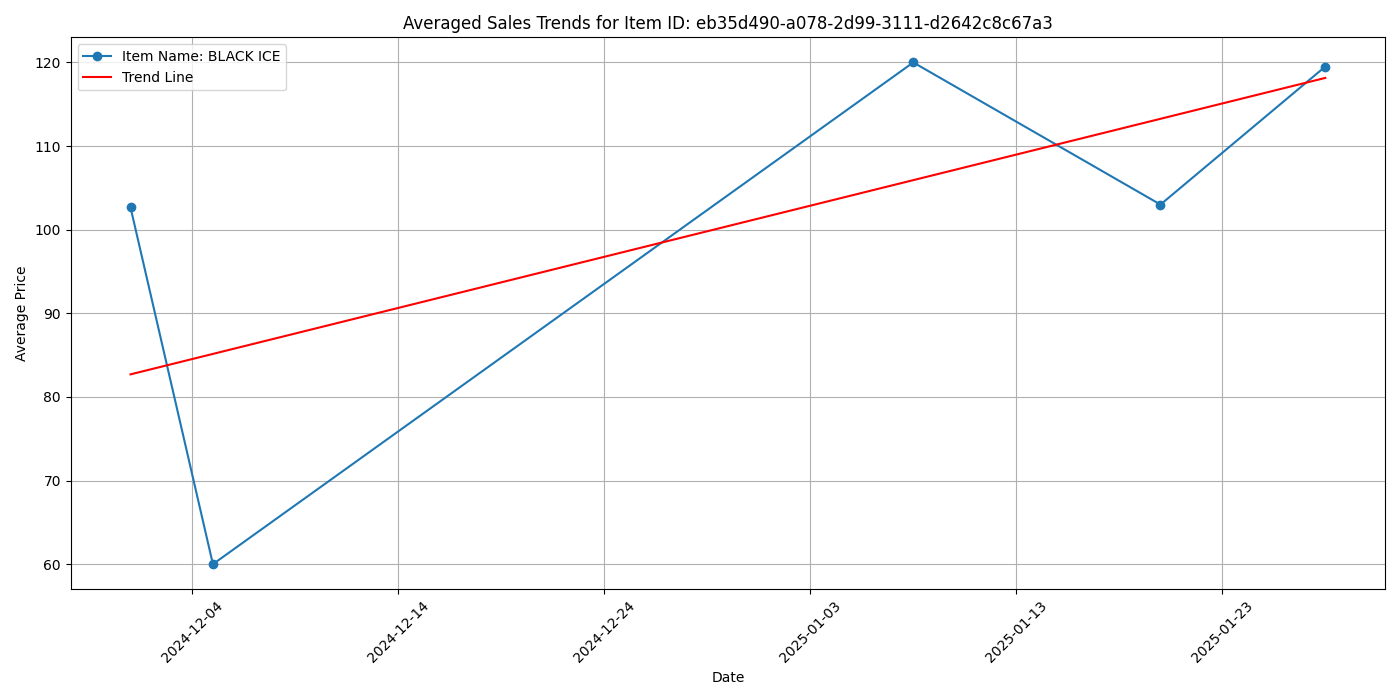 Averaged Sales Trends for Item ID: eb35d490-a078-2d99-3111-d2642c8c67a3
Item Name: BLACK ICE
Trend Line
Average Price
120
110
100
90
80
70
60
2024-12-04
2024-12-14
2024-12-24
2025-01-03
2025-01-13
2025-01-23
Date